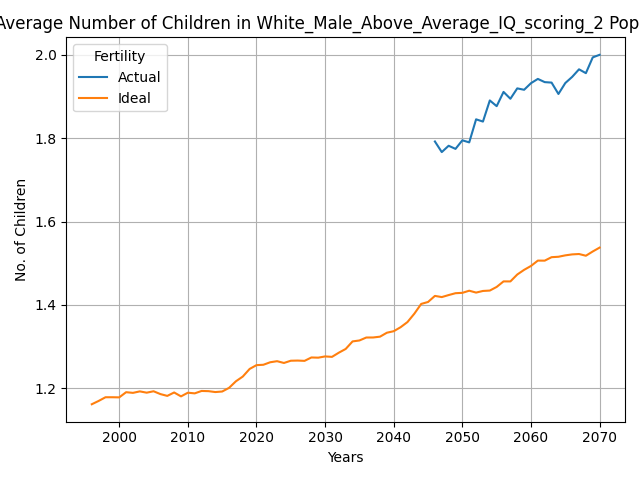 Average Number of Children in White_Male_Above_Average_IQ_scoring_2 Pop
Fertility
Actual
Ideal
2.0
1.8
1.6
1.4
1.2
No. of Children
2000 2010 2020 2030 2040 2050 2060 2070
Years